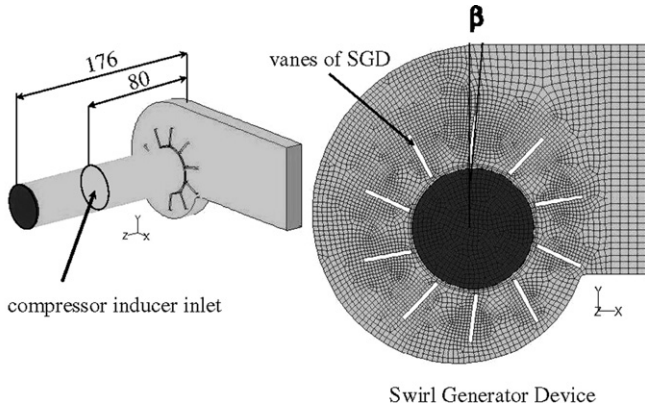 β
vanes of SGD
176
80
Y
Z X
compressor inducer inlet
Y
Z X
Swirl Generator Device